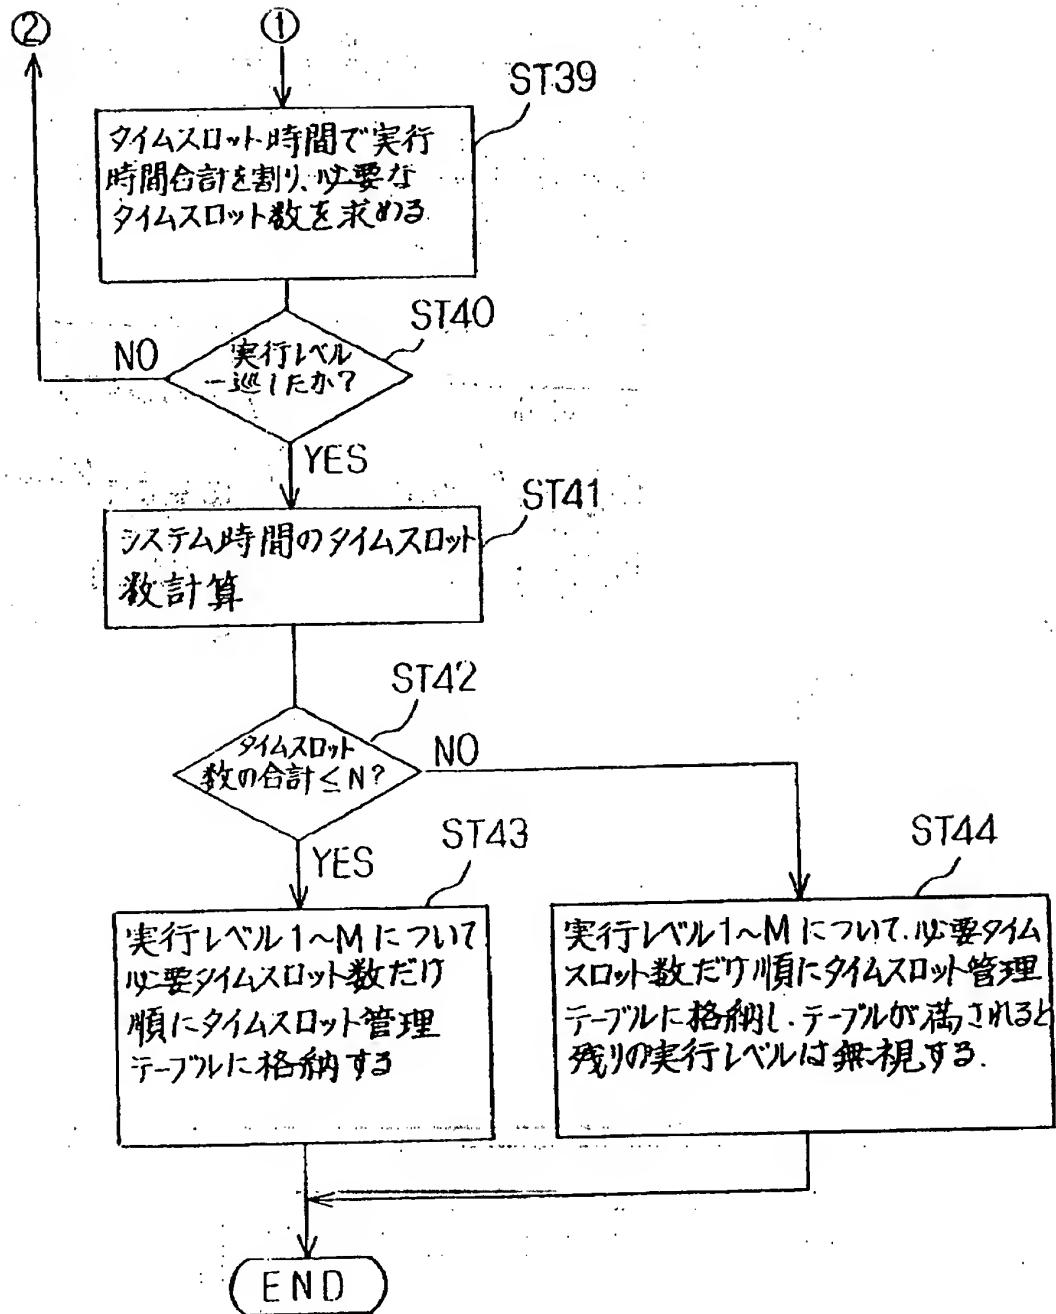 ②
①
ST39
タイムスロット時間で実行
時間合計を割り、必要な
タイムスロット数を求める
ST40
NO
実行レベル
一巡したか?
YES
ST41
システム時間のタイムスロット
数計算
ST42
タイムスロット
数の合計≦N?
NO
YES
ST43
ST44
実行レベル1~Mについて
必要タイムスロット数だけ
順にタイムスロット管理
テーブルに格納する
実行レベル1~Mについて、必要タイム
スロット数だけ順にタイムスロット管理
テーブルに格納し、テーブルが満されると
残りの実行レベルは無視する.
END